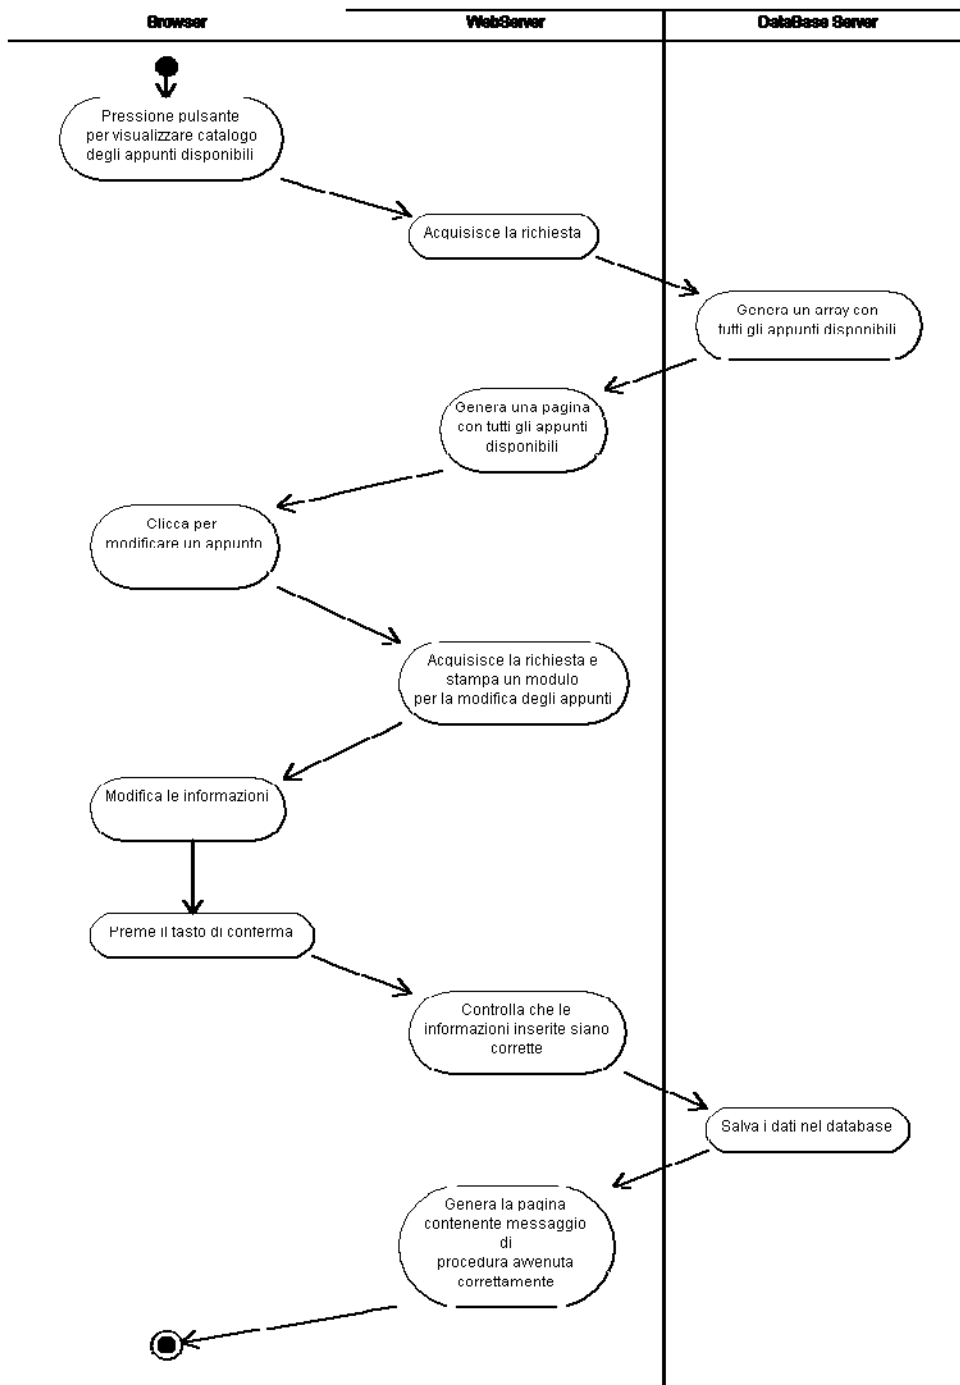 Browser
WebServer
DataBase Server
Pressione pulsante
per visualizzare catalogo
degli appunti disponibili
Acquisisce la richiesta
Genera un array con
tutti gli appunti disponibili
Genera una pagina
con tutti gli appunti
disponibili
Clicca per
modificare un appunto
Acquisisce la richiesta e
stampa un modulo
per la modifica degli appunti
Modifica le informazioni
Preme il tasto di conferma
Controlla che le
informazioni inserite siano
corrette
Salva i dati nel database
Genera la pagina
contenente messaggio
di
procedura avvenuta
correttamente